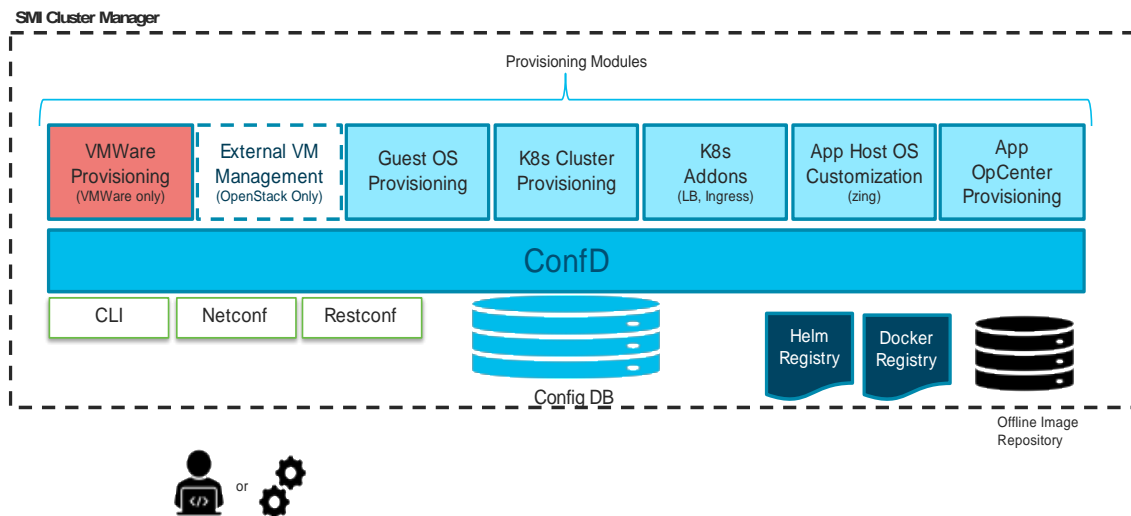 SMI Cluster Manager
Provisioning Modules
VMWare
Provisioning
(VMWare only)
External VM
Management
(OpenStack Only)
Guest OS
Provisioning
K8s Cluster
Provisioning
K8s
Addons
(LB, Ingress)
App Host OS
Customization
(zing)
App
OpCenter
Provisioning
ConfD
CLI
Netconf
Restconf
Config DB
Helm
Registry
Docker
Registry
Offline Image
Repository
</>
or